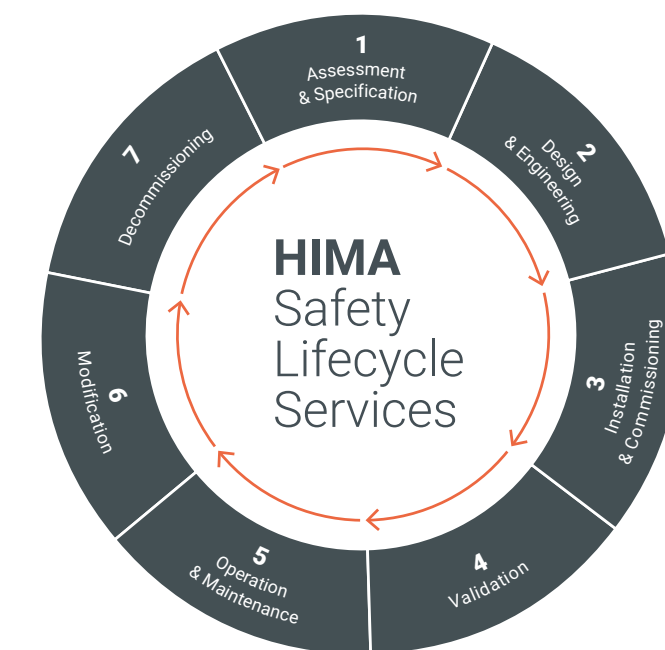 1
Assessment
& Specification
2
Design
& Engineering
3
Installation
& Commissioning
4
Validation
5
Operation
& Maintenance
6
Modification
7
Decommissioning
HIMA
Safety
Lifecycle
Services